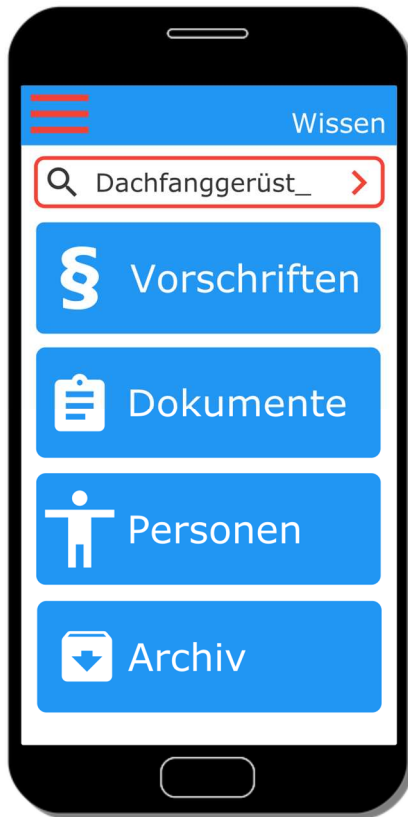 Wissen
Dachfanggerüst_
§ Vorschriften
Dokumente
Personen
Archiv